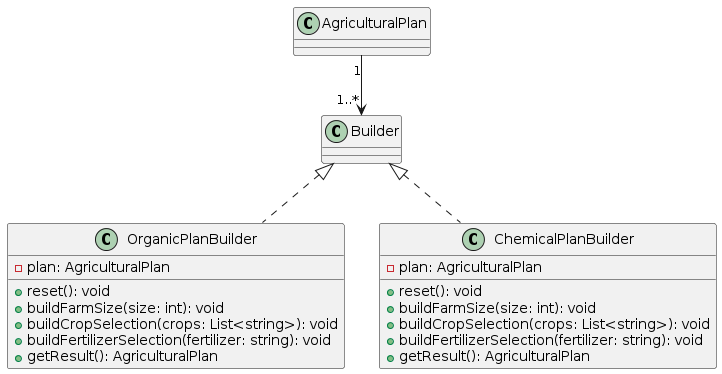 C AgriculturalPlan
1
1..*
C Builder
C OrganicPlanBuilder
plan: AgriculturalPlan
reset(): void
buildFarmSize(size: int): void
buildCropSelection(crops: List<string>): void
buildFertilizerSelection(fertilizer: string): void
getResult(): AgriculturalPlan
C ChemicalPlanBuilder
plan: AgriculturalPlan
reset(): void
buildFarmSize(size: int): void
buildCropSelection(crops: List<string>): void
buildFertilizerSelection(fertilizer: string): void
getResult(): AgriculturalPlan